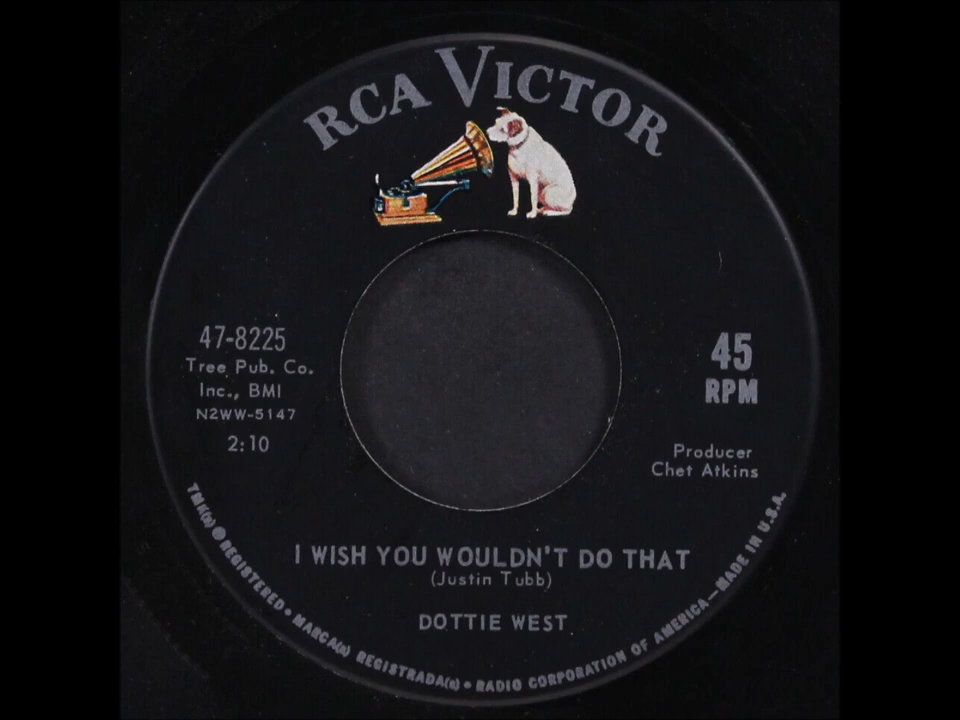 RCA VICTOR
47-8225
Tree Pub. Co.
Inc., BMI
N2WW-5147
2:10
45
RPM
Producer
Chet Atkins
I WISH YOU WOULDN'T DO THAT
(Justin Tubb)
DOTTIE WEST
TMK(s) ® REGISTERED • MARCA(s) REGISTRADA(s) • RADIO CORPORATION OF AMERICA—MADE IN U.S.A.